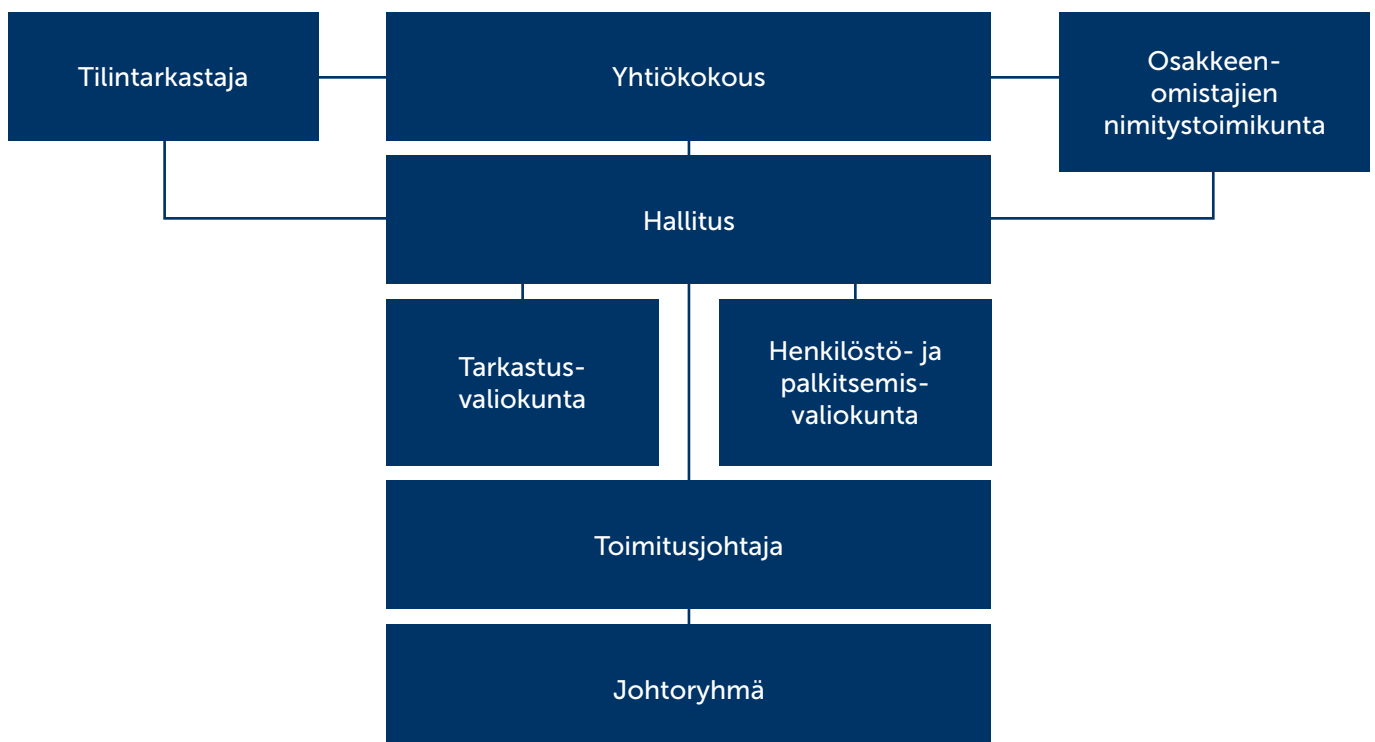 Tilintarkastaja
Yhtiökokous
Osakkeen-
omistajien
nimitystoimikunta
Hallitus
Tarkastus-
valiokunta
Henkilöstö- ja
palkitsemis-
valiokunta
Toimitusjohtaja
Johtoryhmä